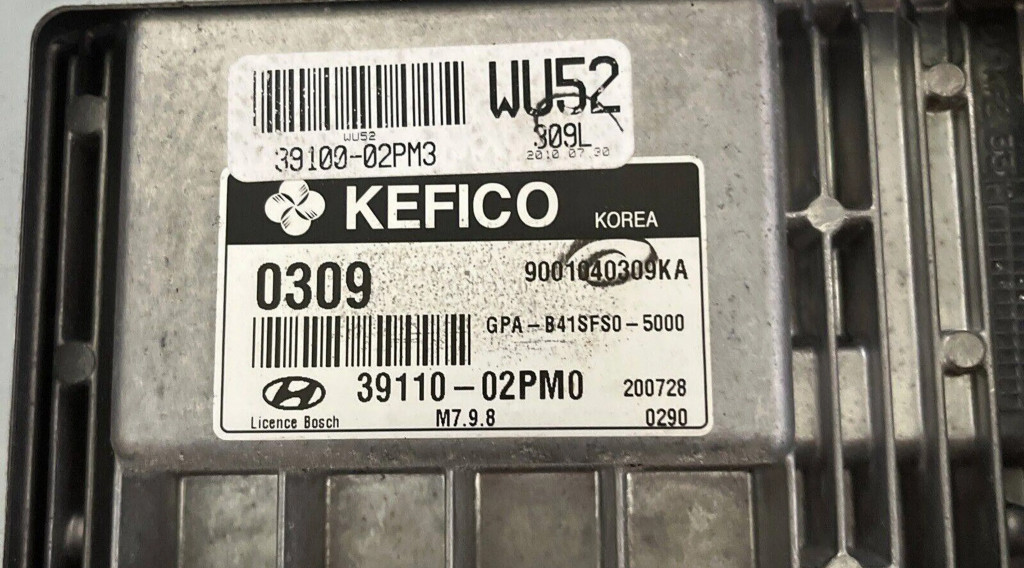 WU52
WU52
309L
39100-02PM3
2010.07.30
KEFICO KOREA
0309
9001040309KA
GPA-B41SFS0-5000
39110-02PM0
200728
Licence Bosch
M7.9.8
0290